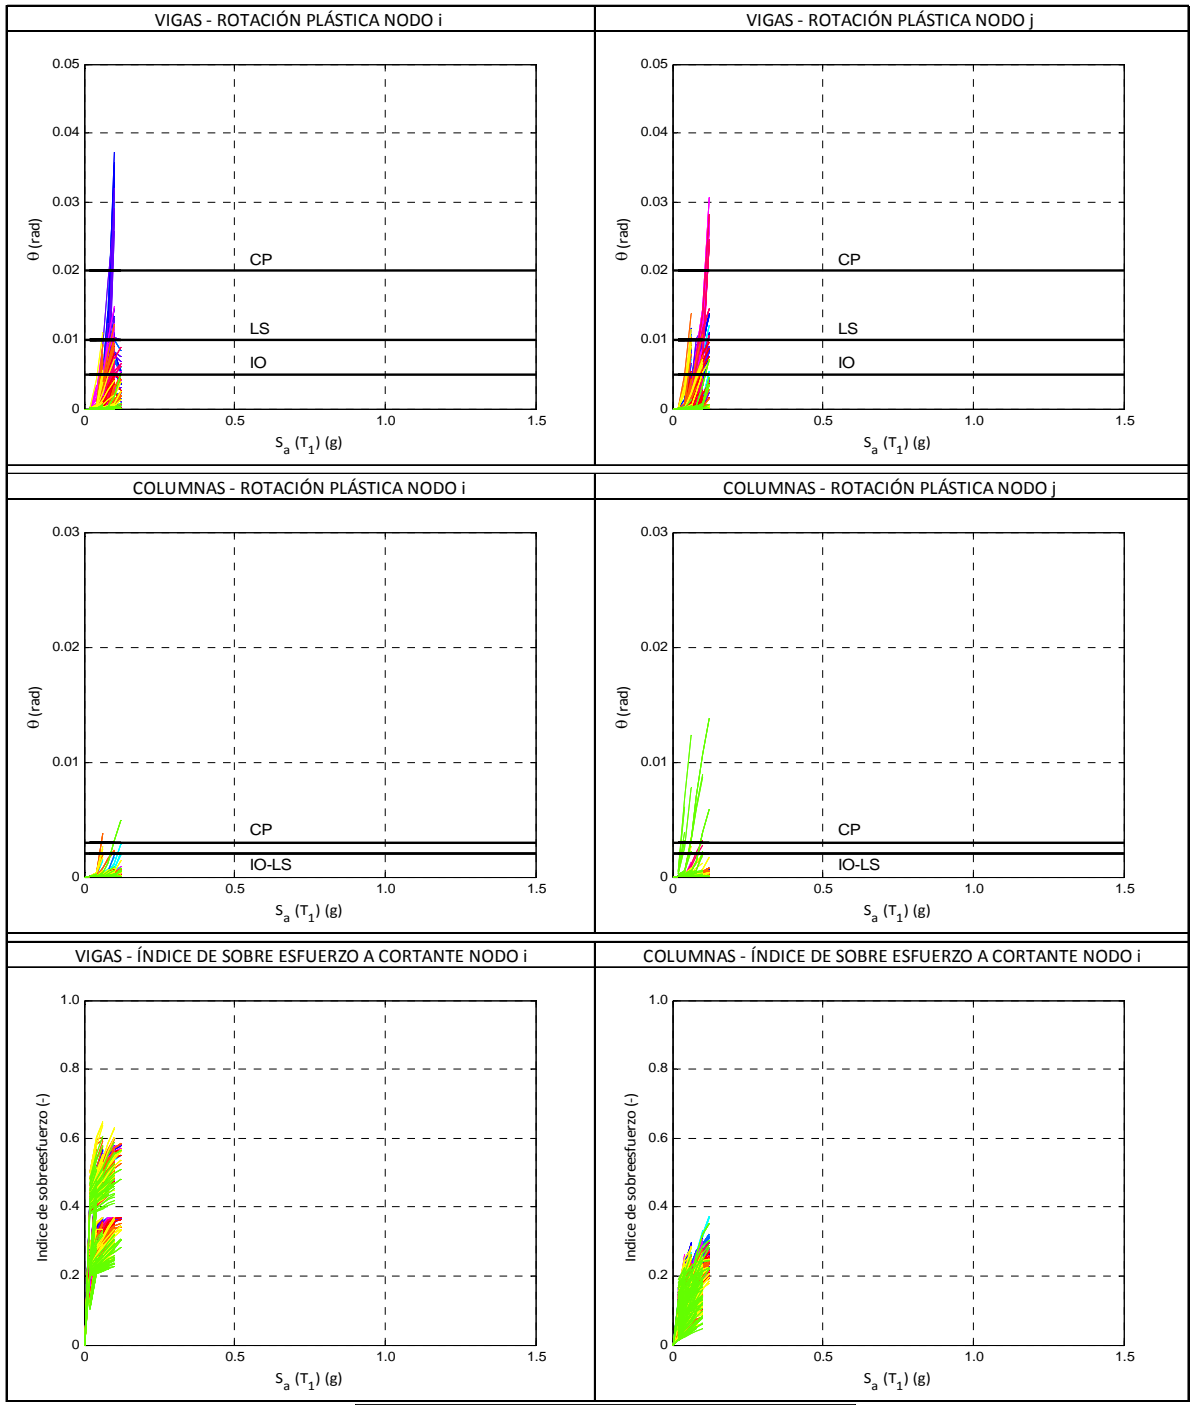 VIGAS - ROTACIÓN PLÁSTICA NODO i
VIGAS - ROTACIÓN PLÁSTICA NODO j
0.05
0.04
0.03
0.02
0.01
0
θ (rad)
CP
LS
IO
0
0.5
1.0
1.5
Sa (T1) (g)
0.05
0.04
0.03
0.02
0.01
0
θ (rad)
CP
LS
IO
0
0.5
1.0
1.5
Sa (T1) (g)
COLUMNAS - ROTACIÓN PLÁSTICA NODO i
COLUMNAS - ROTACIÓN PLÁSTICA NODO j
0.03
0.02
0.01
0
θ (rad)
CP
IO-LS
0
0.5
1.0
1.5
Sa (T1) (g)
0.03
0.02
0.01
0
θ (rad)
CP
IO-LS
0
0.5
1.0
1.5
Sa (T1) (g)
VIGAS - ÍNDICE DE SOBRE ESFUERZO A CORTANTE NODO i
COLUMNAS - ÍNDICE DE SOBRE ESFUERZO A CORTANTE NODO i
1.0
0.8
0.6
0.4
0.2
0
Indice de sobreesfuerzo (-)
0
0.5
1.0
1.5
Sa (T1) (g)
1.0
0.8
0.6
0.4
0.2
0
Indice de sobreesfuerzo (-)
0
0.5
1.0
1.5
Sa (T1) (g)